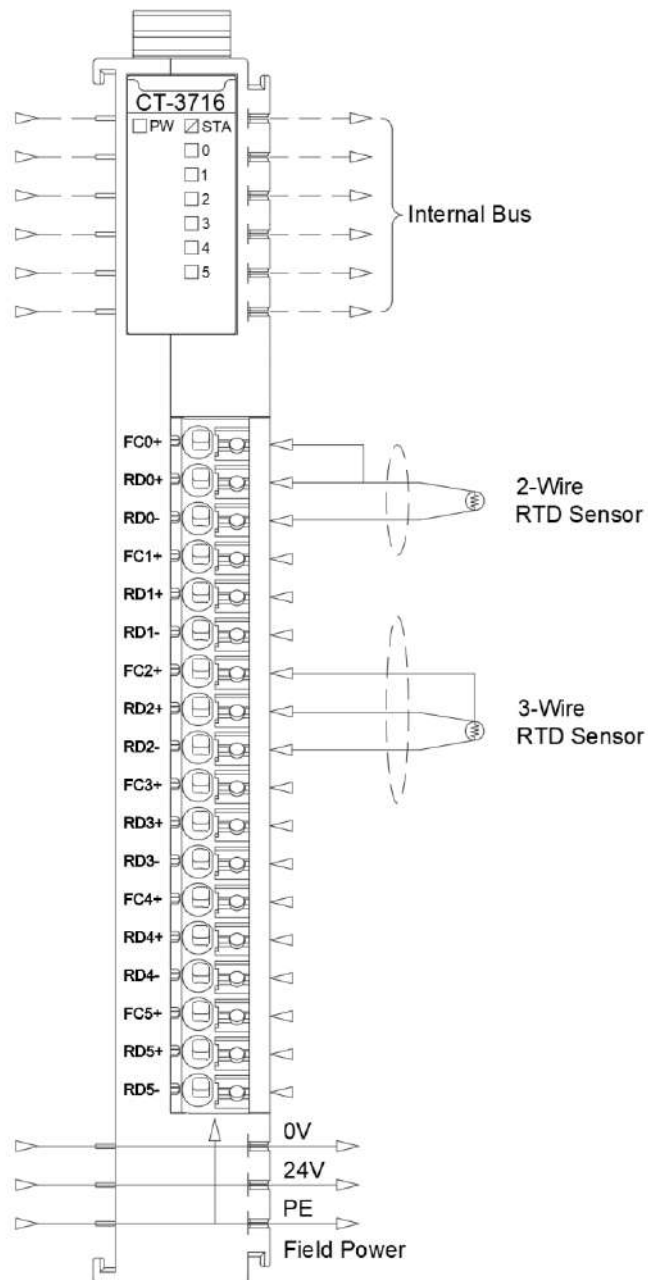 CT-3716
PW STA
0
1
2
3
4
5
Internal Bus
FC0+
RD0+
RD0-
FC1+
RD1+
RD1-
FC2+
RD2+
RD2-
FC3+
RD3+
RD3-
FC4+
RD4+
RD4-
FC5+
RD5+
RD5-
2-Wire
RTD Sensor
3-Wire
RTD Sensor
0V
24V
PE
Field Power